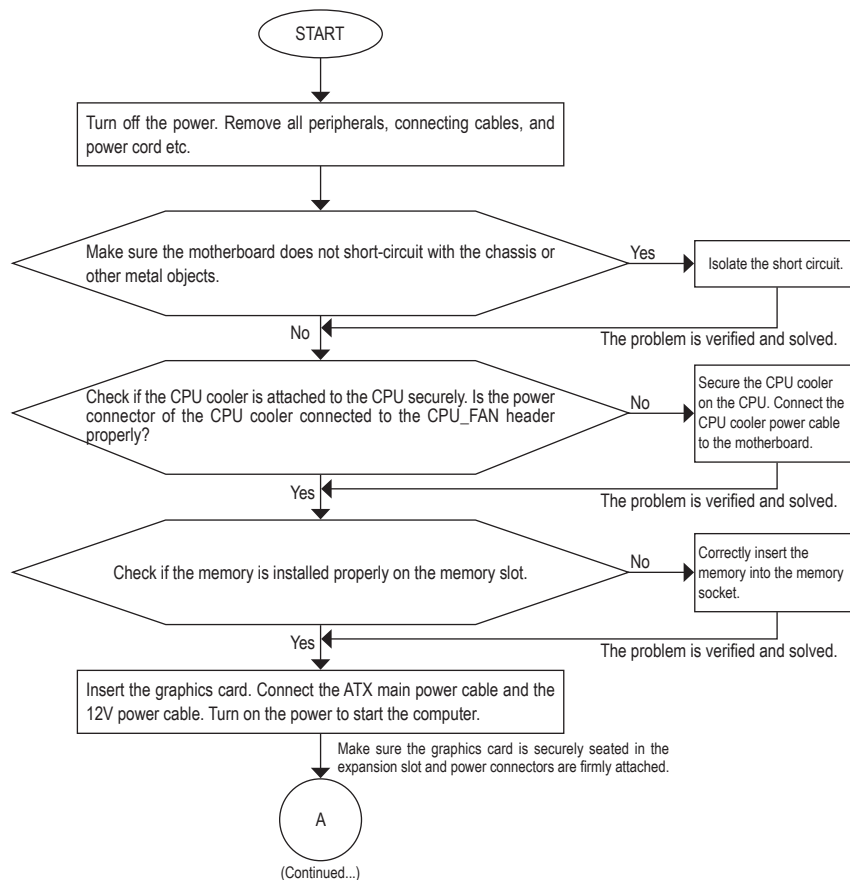 START
Turn off the power. Remove all peripherals, connecting cables, and
power cord etc.
Make sure the motherboard does not short-circuit with the chassis or
other metal objects.
Yes
Isolate the short circuit.
No
The problem is verified and solved.
Check if the CPU cooler is attached to the CPU securely. Is the power
connector of the CPU cooler connected to the CPU_FAN header
properly?
No
Secure the CPU cooler
on the CPU. Connect the
CPU cooler power cable
to the motherboard.
Yes
The problem is verified and solved.
Check if the memory is installed properly on the memory slot.
No
Correctly insert the
memory into the memory
socket.
Yes
The problem is verified and solved.
Insert the graphics card. Connect the ATX main power cable and the
12V power cable. Turn on the power to start the computer.
Make sure the graphics card is securely seated in the
expansion slot and power connectors are firmly attached.
A
(Continued...)